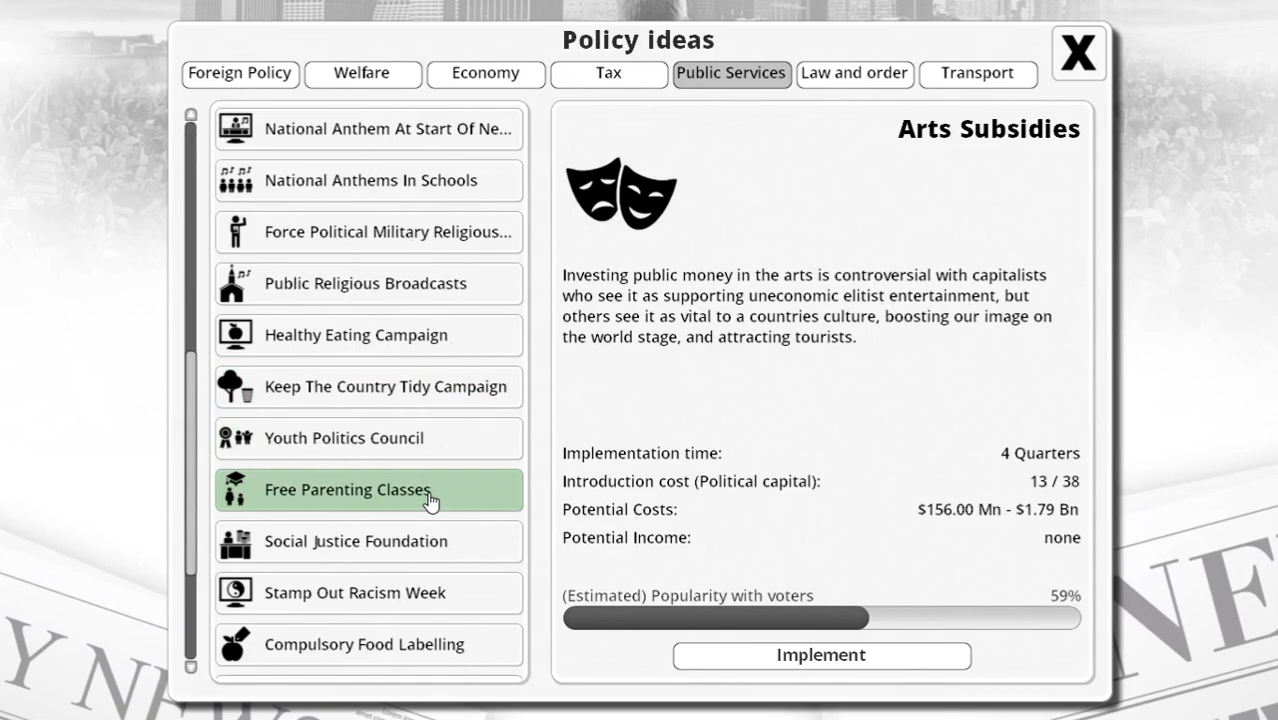 Policy ideas
X
Foreign Policy
Welfare
Economy
Tax
Public Services
Law and order
Transport
National Anthem At Start Of Ne...
National Anthems In Schools
Force Political Military Religious...
Public Religious Broadcasts
Healthy Eating Campaign
Keep The Country Tidy Campaign
Youth Politics Council
Free Parenting Classes
Social Justice Foundation
Stamp Out Racism Week
Compulsory Food Labelling
Arts Subsidies
Investing public money in the arts is controversial with capitalists
who see it as supporting uneconomic elitist entertainment, but
others see it as vital to a countries culture, boosting our image on
the world stage, and attracting tourists.
Implementation time: 4 Quarters
Introduction cost (Political capital): 13 / 38
Potential Costs: $156.00 Mn - $1.79 Bn
Potential Income: none
(Estimated) Popularity with voters 59%
Implement